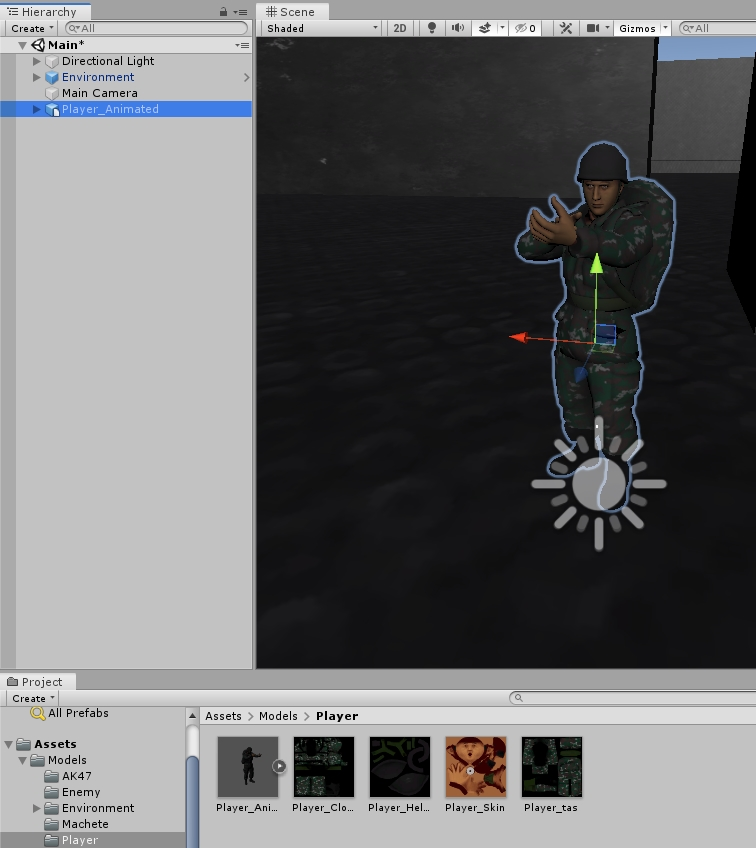 Hierarchy
Create All
Main*
Directional Light
Environment
Main Camera
Player_Animated
Scene
Shaded 2D 0 Gizmos All
Project
Create
All Prefabs
Assets
Models
AK47
Enemy
Environment
Machete
Player
Assets > Models > Player
Player_Ani... Player_Clo... Player_Hel... Player_Skin Player_tas